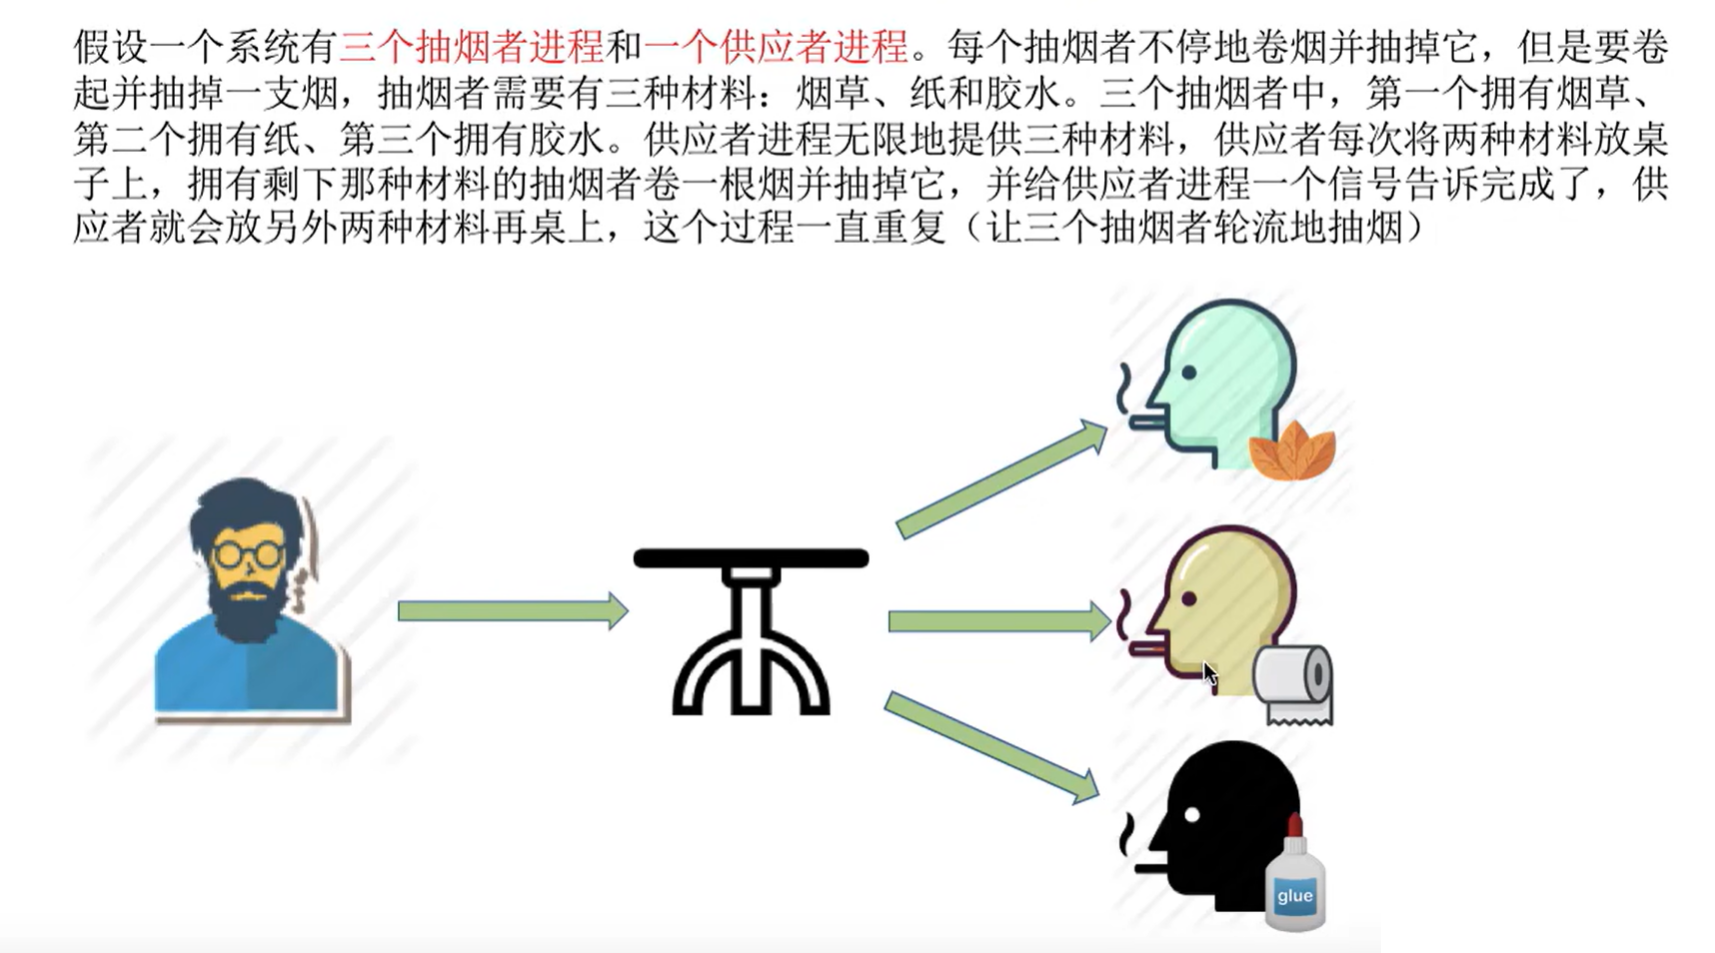 假设一个系统有三个抽烟者进程和一个供应者进程。每个抽烟者不停地卷烟并抽掉它，但是要卷
起并抽掉一支烟，抽烟者需要有三种材料：烟草、纸和胶水。三个抽烟者中，第一个拥有烟草、
第二个拥有纸、第三个拥有胶水。供应者进程无限地提供三种材料，供应者每次将两种材料放桌
子上，拥有剩下那种材料的抽烟者卷一根烟并抽掉它，并给供应者进程一个信号告诉完成了，供
应者就会放另外两种材料再桌上，这个过程一直重复（让三个抽烟者轮流地抽烟）
glue